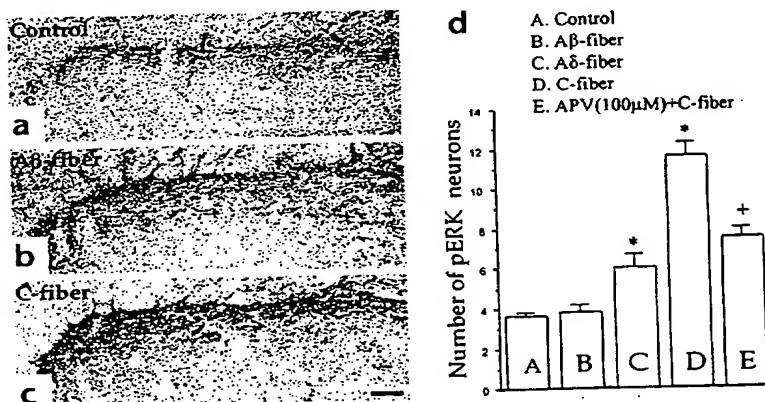 Control
a
Aβ-fiber
b
C-fiber
c
d
A. Control
B. Aβ-fiber
C. Aδ-fiber
D. C-fiber
E. APV(100μM)+C-fiber
Number of pERK neurons
14
12
10
8
6
4
2
0
*
*
+
A
B
C
D
E